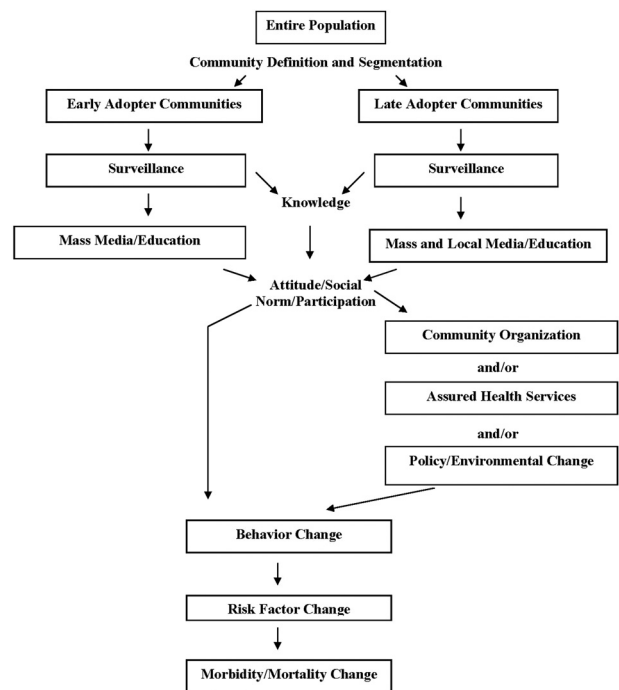 Entire Population
Community Definition and Segmentation
Early Adopter Communities
Late Adopter Communities
Surveillance
Surveillance
Knowledge
Mass Media/Education
Mass and Local Media/Education
Attitude/Social
Norm/Participation
Community Organization
and/or
Assured Health Services
and/or
Policy/Environmental Change
Behavior Change
Risk Factor Change
Morbidity/Mortality Change